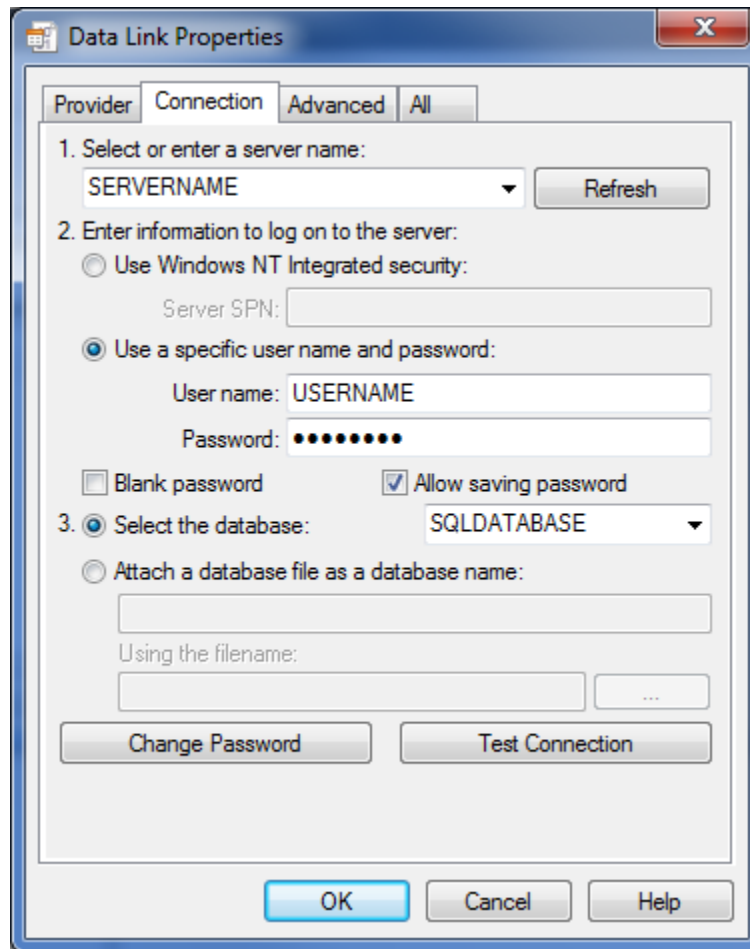 Data Link Properties
Provider Connection Advanced All
1. Select or enter a server name:
SERVERNAME Refresh
2. Enter information to log on to the server:
Use Windows NT Integrated security:
Server SPN:
Use a specific user name and password:
User name: USERNAME
Password: ●●●●●●●●
Blank password Allow saving password
3. Select the database: SQLDATABASE
Attach a database file as a database name:
Using the filename:
...
Change Password Test Connection
OK Cancel Help